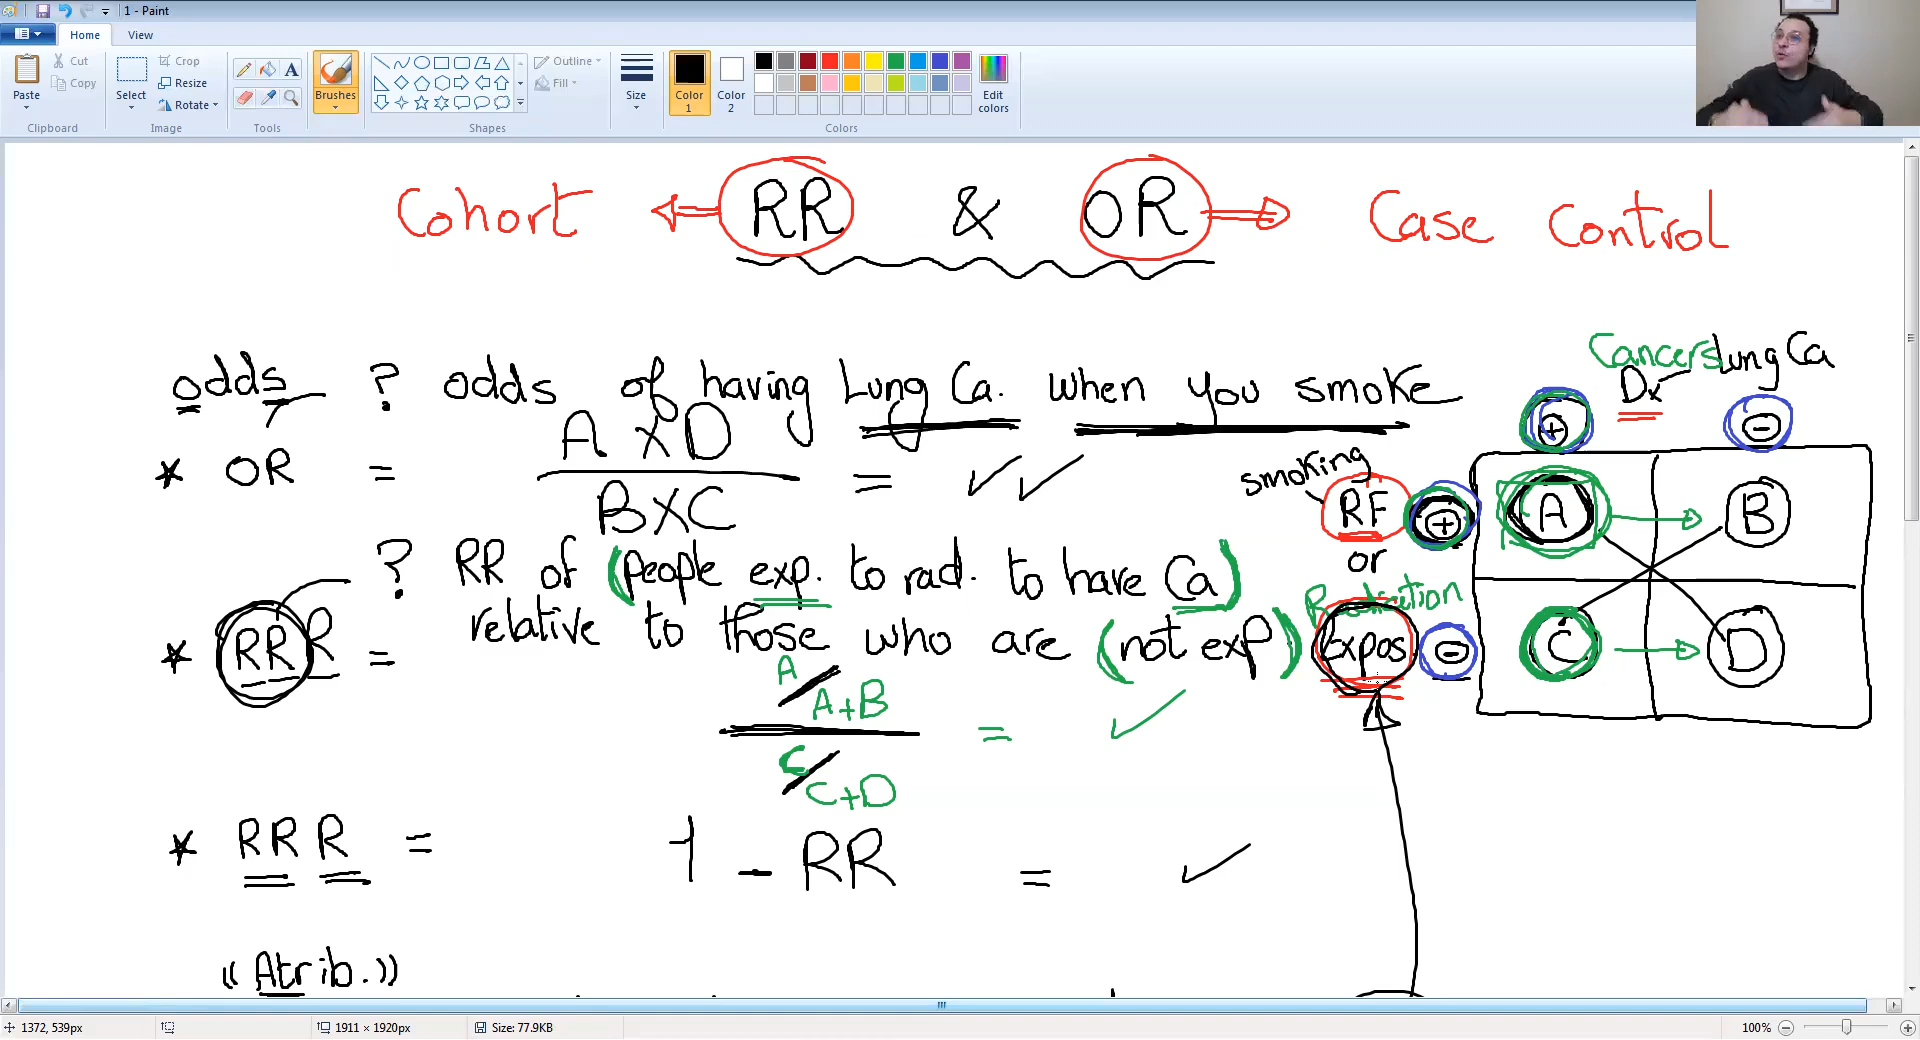 1 - Paint
Home View
Paste Cut Copy Clipboard
Select Crop Resize Rotate Image
A Tools
Brushes
Shapes Outline Fill
Size
Color 1 Color 2 Edit colors Colors
Cohort RR & OR Case Control
odds ? odds of having Lung Ca. when you smoke
* OR = A X D
B X C =
? RR of (people exp. to rad. to have Ca)
* RRR = relative to those who are (not exp)
A/A+B
C/C+D =
* RRR = 1 - RR =
"Atrib."
Cancers Lung Ca
Dx
+ -
smoking
RF + A B
or
Radiation
expos - C D
1372, 539px 1911 × 1920px Size: 77.9KB 100%